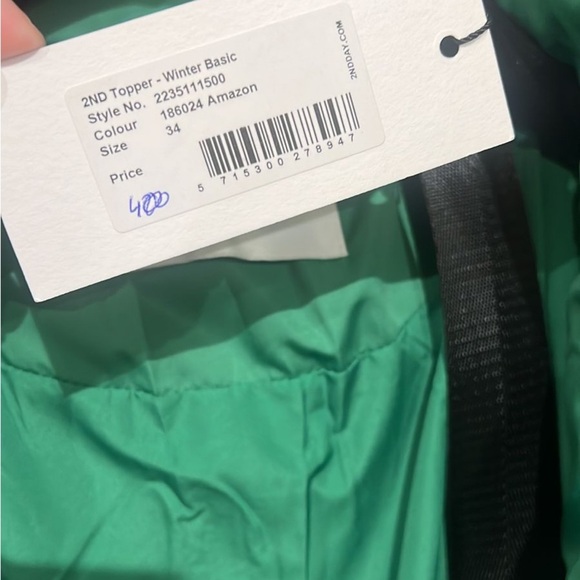 2ND Topper - Winter Basic
Style No. 2235111500
Colour 186024 Amazon
Size 34
Price
400
5 715300 278947
2NDDAY.COM